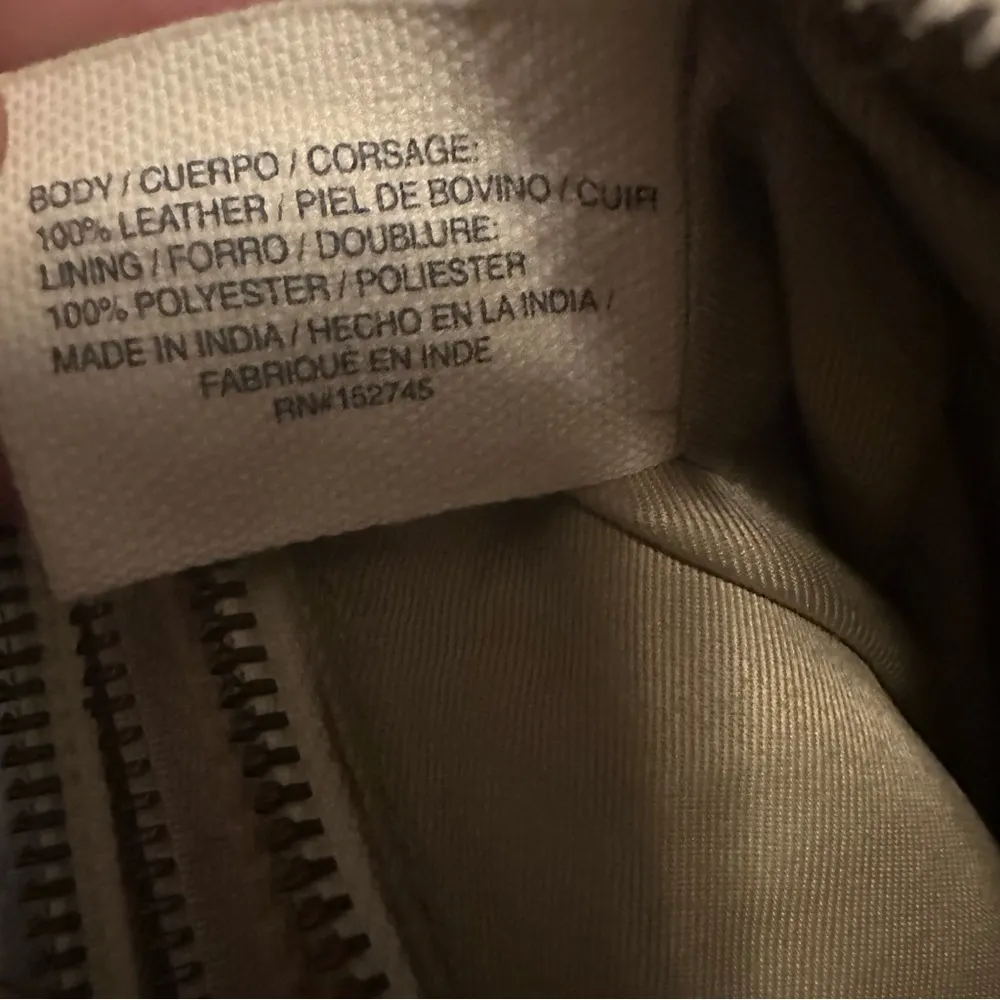 BODY / CUERPO / CORSAGE:
100% LEATHER / PIEL DE BOVINO / CUIR
LINING / FORRO / DOUBLURE:
100% POLYESTER / POLIESTER
MADE IN INDIA / HECHO EN LA INDIA /
FABRIQUÉ EN INDE
RN#152745